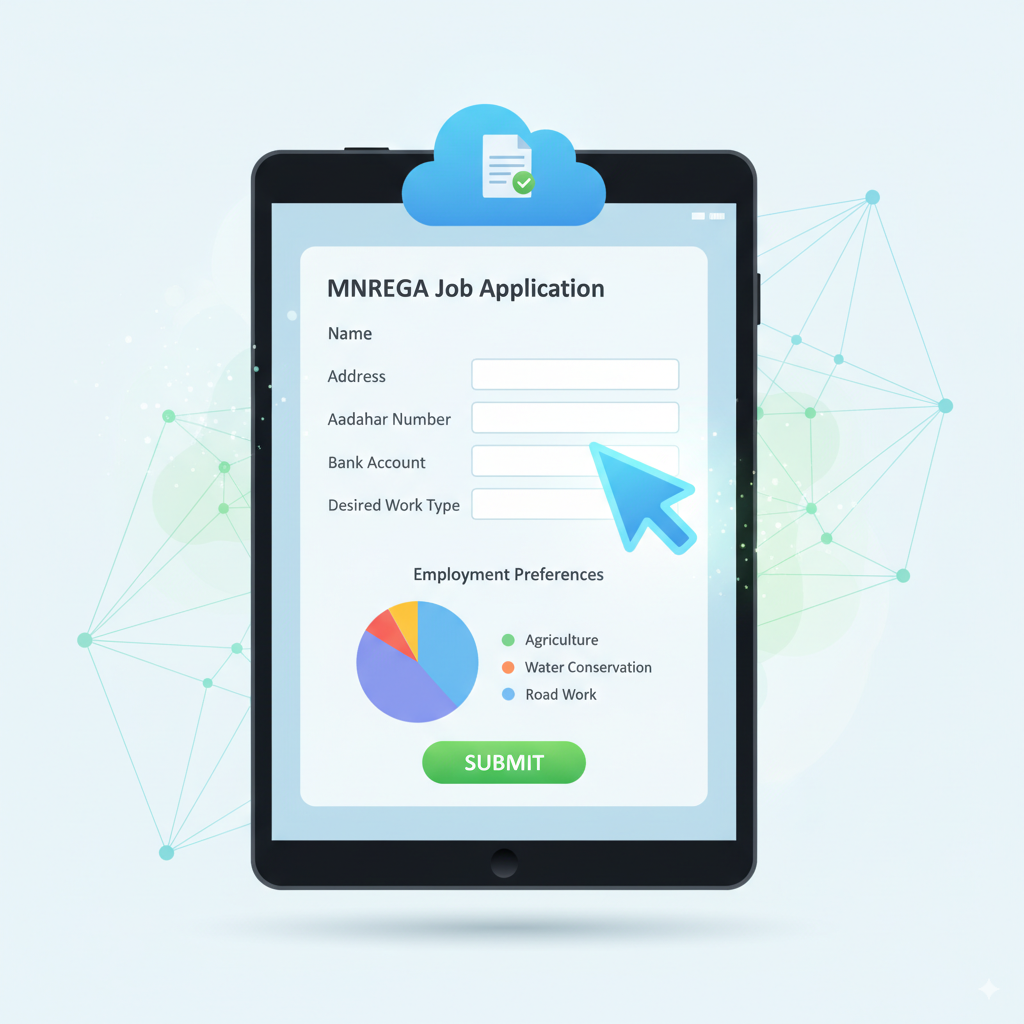 MNREGA Job Application
Name
Address
Aadahar Number
Bank Account
Desired Work Type
Employment Preferences
Agriculture
Water Conservation
Road Work
SUBMIT